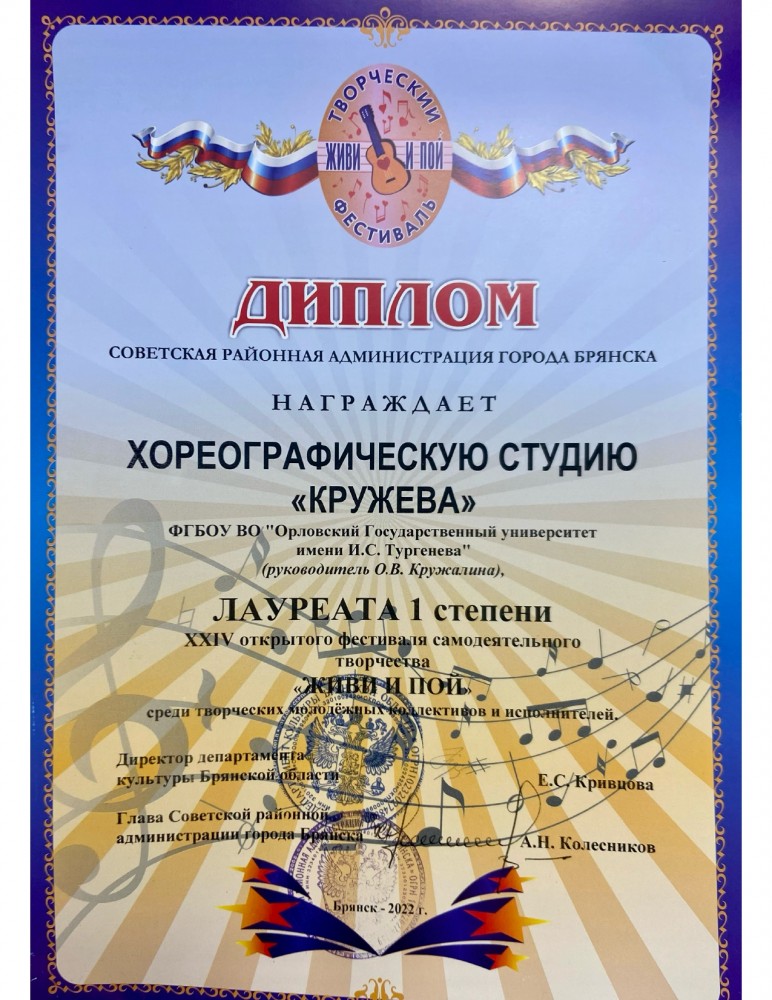 ТВОРЧЕСКИЙ
ЖИВИ И ПОЙ
ФЕСТИВАЛЬ
ДИПЛОМ
СОВЕТСКАЯ РАЙОННАЯ АДМИНИСТРАЦИЯ ГОРОДА БРЯНСКА
НАГРАЖДАЕТ
ХОРЕОГРАФИЧЕСКУЮ СТУДИЮ
«КРУЖЕВА»
ФГБОУ ВО "Орловский Государственный университет
имени И.С. Тургенева"
(руководитель О.В. Кружалина),
ЛАУРЕАТА 1 степени
XXIV открытого фестиваля самодеятельного
творчества
«ЖИВИ И ПОЙ»
среди творческих молодёжных коллективов и исполнителей.
Директор департамента
культуры Брянской области
Е.С. Кривцова
Глава Советской районной
администрации города Брянска
А.Н. Колесников
Брянск - 2022 г.